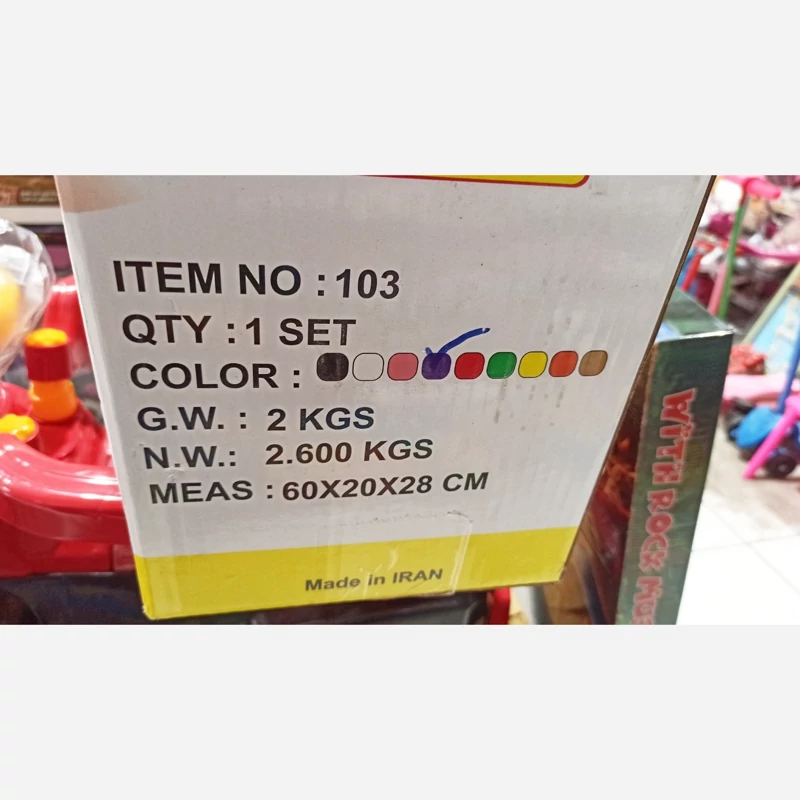 ITEM NO : 103
QTY : 1 SET
COLOR :
G.W. : 2 KGS
N.W.: 2.600 KGS
MEAS : 60X20X28 CM
Made in IRAN
WITH ROCK